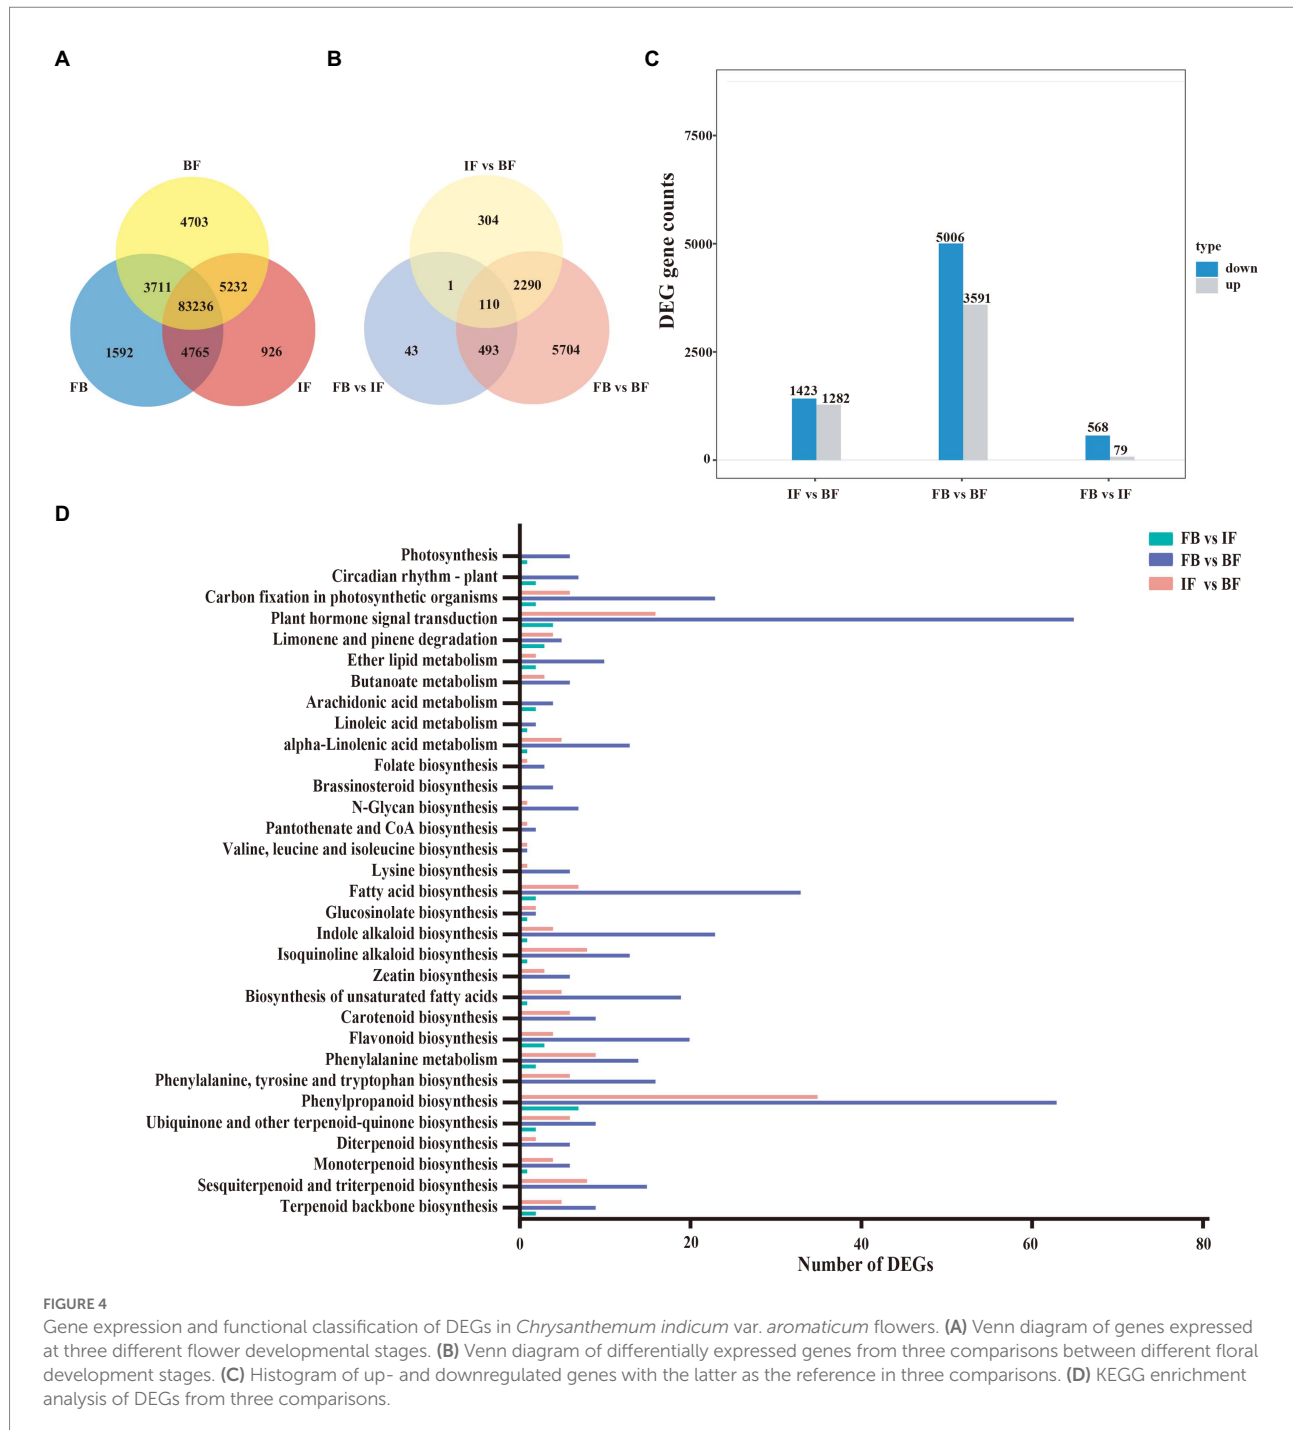 A
B
C
BF
4703
3711
5232
83236
1592
4765
926
FB
IF
IF vs BF
304
1
2290
110
43
493
5704
FB vs IF
FB vs BF
DEG gene counts
7500
5000
2500
0
1423
1282
5006
3591
568
79
IF vs BF
FB vs BF
FB vs IF
type
down
up
D
FB vs IF
FB vs BF
IF vs BF
Photosynthesis
Circadian rhythm - plant
Carbon fixation in photosynthetic organisms
Plant hormone signal transduction
Limonene and pinene degradation
Ether lipid metabolism
Butanoate metabolism
Arachidonic acid metabolism
Linoleic acid metabolism
alpha-Linolenic acid metabolism
Folate biosynthesis
Brassinosteroid biosynthesis
N-Glycan biosynthesis
Pantothenate and CoA biosynthesis
Valine, leucine and isoleucine biosynthesis
Lysine biosynthesis
Fatty acid biosynthesis
Glucosinolate biosynthesis
Indole alkaloid biosynthesis
Isoquinoline alkaloid biosynthesis
Zeatin biosynthesis
Biosynthesis of unsaturated fatty acids
Carotenoid biosynthesis
Flavonoid biosynthesis
Phenylalanine metabolism
Phenylalanine, tyrosine and tryptophan biosynthesis
Phenylpropanoid biosynthesis
Ubiquinone and other terpenoid-quinone biosynthesis
Diterpenoid biosynthesis
Monoterpenoid biosynthesis
Sesquiterpenoid and triterpenoid biosynthesis
Terpenoid backbone biosynthesis
0 20 40 60 80
Number of DEGs
FIGURE 4
Gene expression and functional classification of DEGs in Chrysanthemum indicum var. aromaticum flowers. (A) Venn diagram of genes expressed
at three different flower developmental stages. (B) Venn diagram of differentially expressed genes from three comparisons between different floral
development stages. (C) Histogram of up- and downregulated genes with the latter as the reference in three comparisons. (D) KEGG enrichment
analysis of DEGs from three comparisons.